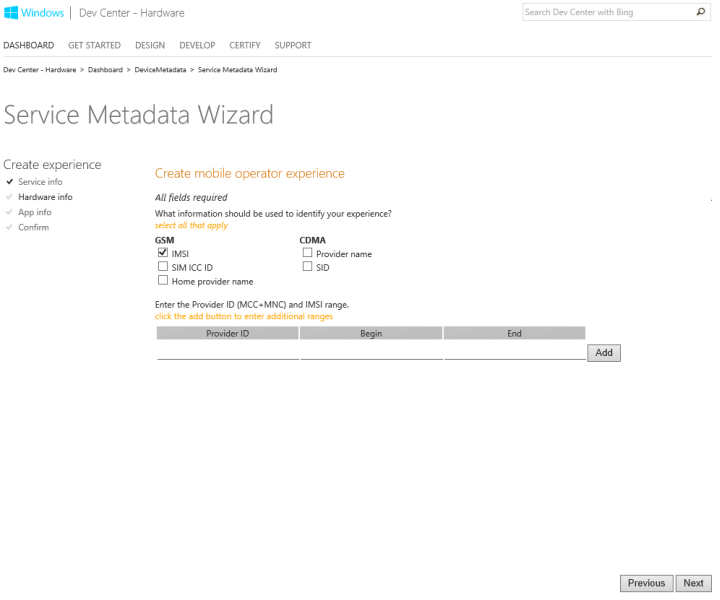 Windows | Dev Center - Hardware
Search Dev Center with Bing
DASHBOARD GET STARTED DESIGN DEVELOP CERTIFY SUPPORT
Dev Center - Hardware > Dashboard > DeviceMetadata > Service Metadata Wizard
Service Metadata Wizard
Create experience
Service info
Hardware info
App info
Confirm
Create mobile operator experience
All fields required
What information should be used to identify your experience?
select all that apply
GSM CDMA
IMSI Provider name
SIM ICC ID SID
Home provider name
Enter the Provider ID (MCC+MNC) and IMSI range.
click the add button to enter additional ranges
Provider ID Begin End
Add
Previous Next